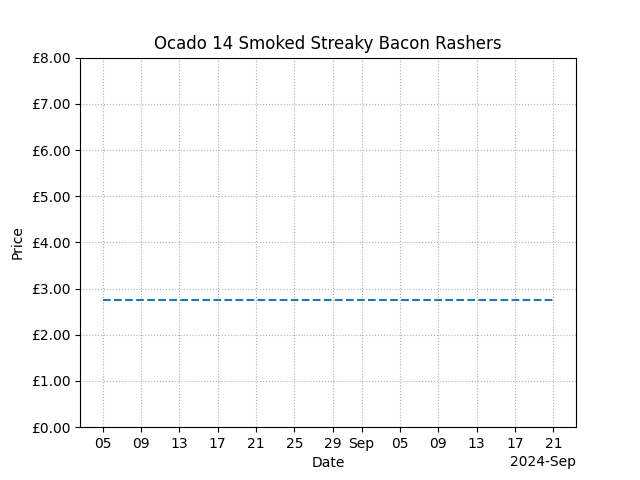 Ocado 14 Smoked Streaky Bacon Rashers
£8.00
£7.00
£6.00
£5.00
£4.00
£3.00
£2.00
£1.00
£0.00
Price
05 09 13 17 21 25 29 Sep 05 09 13 17 21
Date
2024-Sep